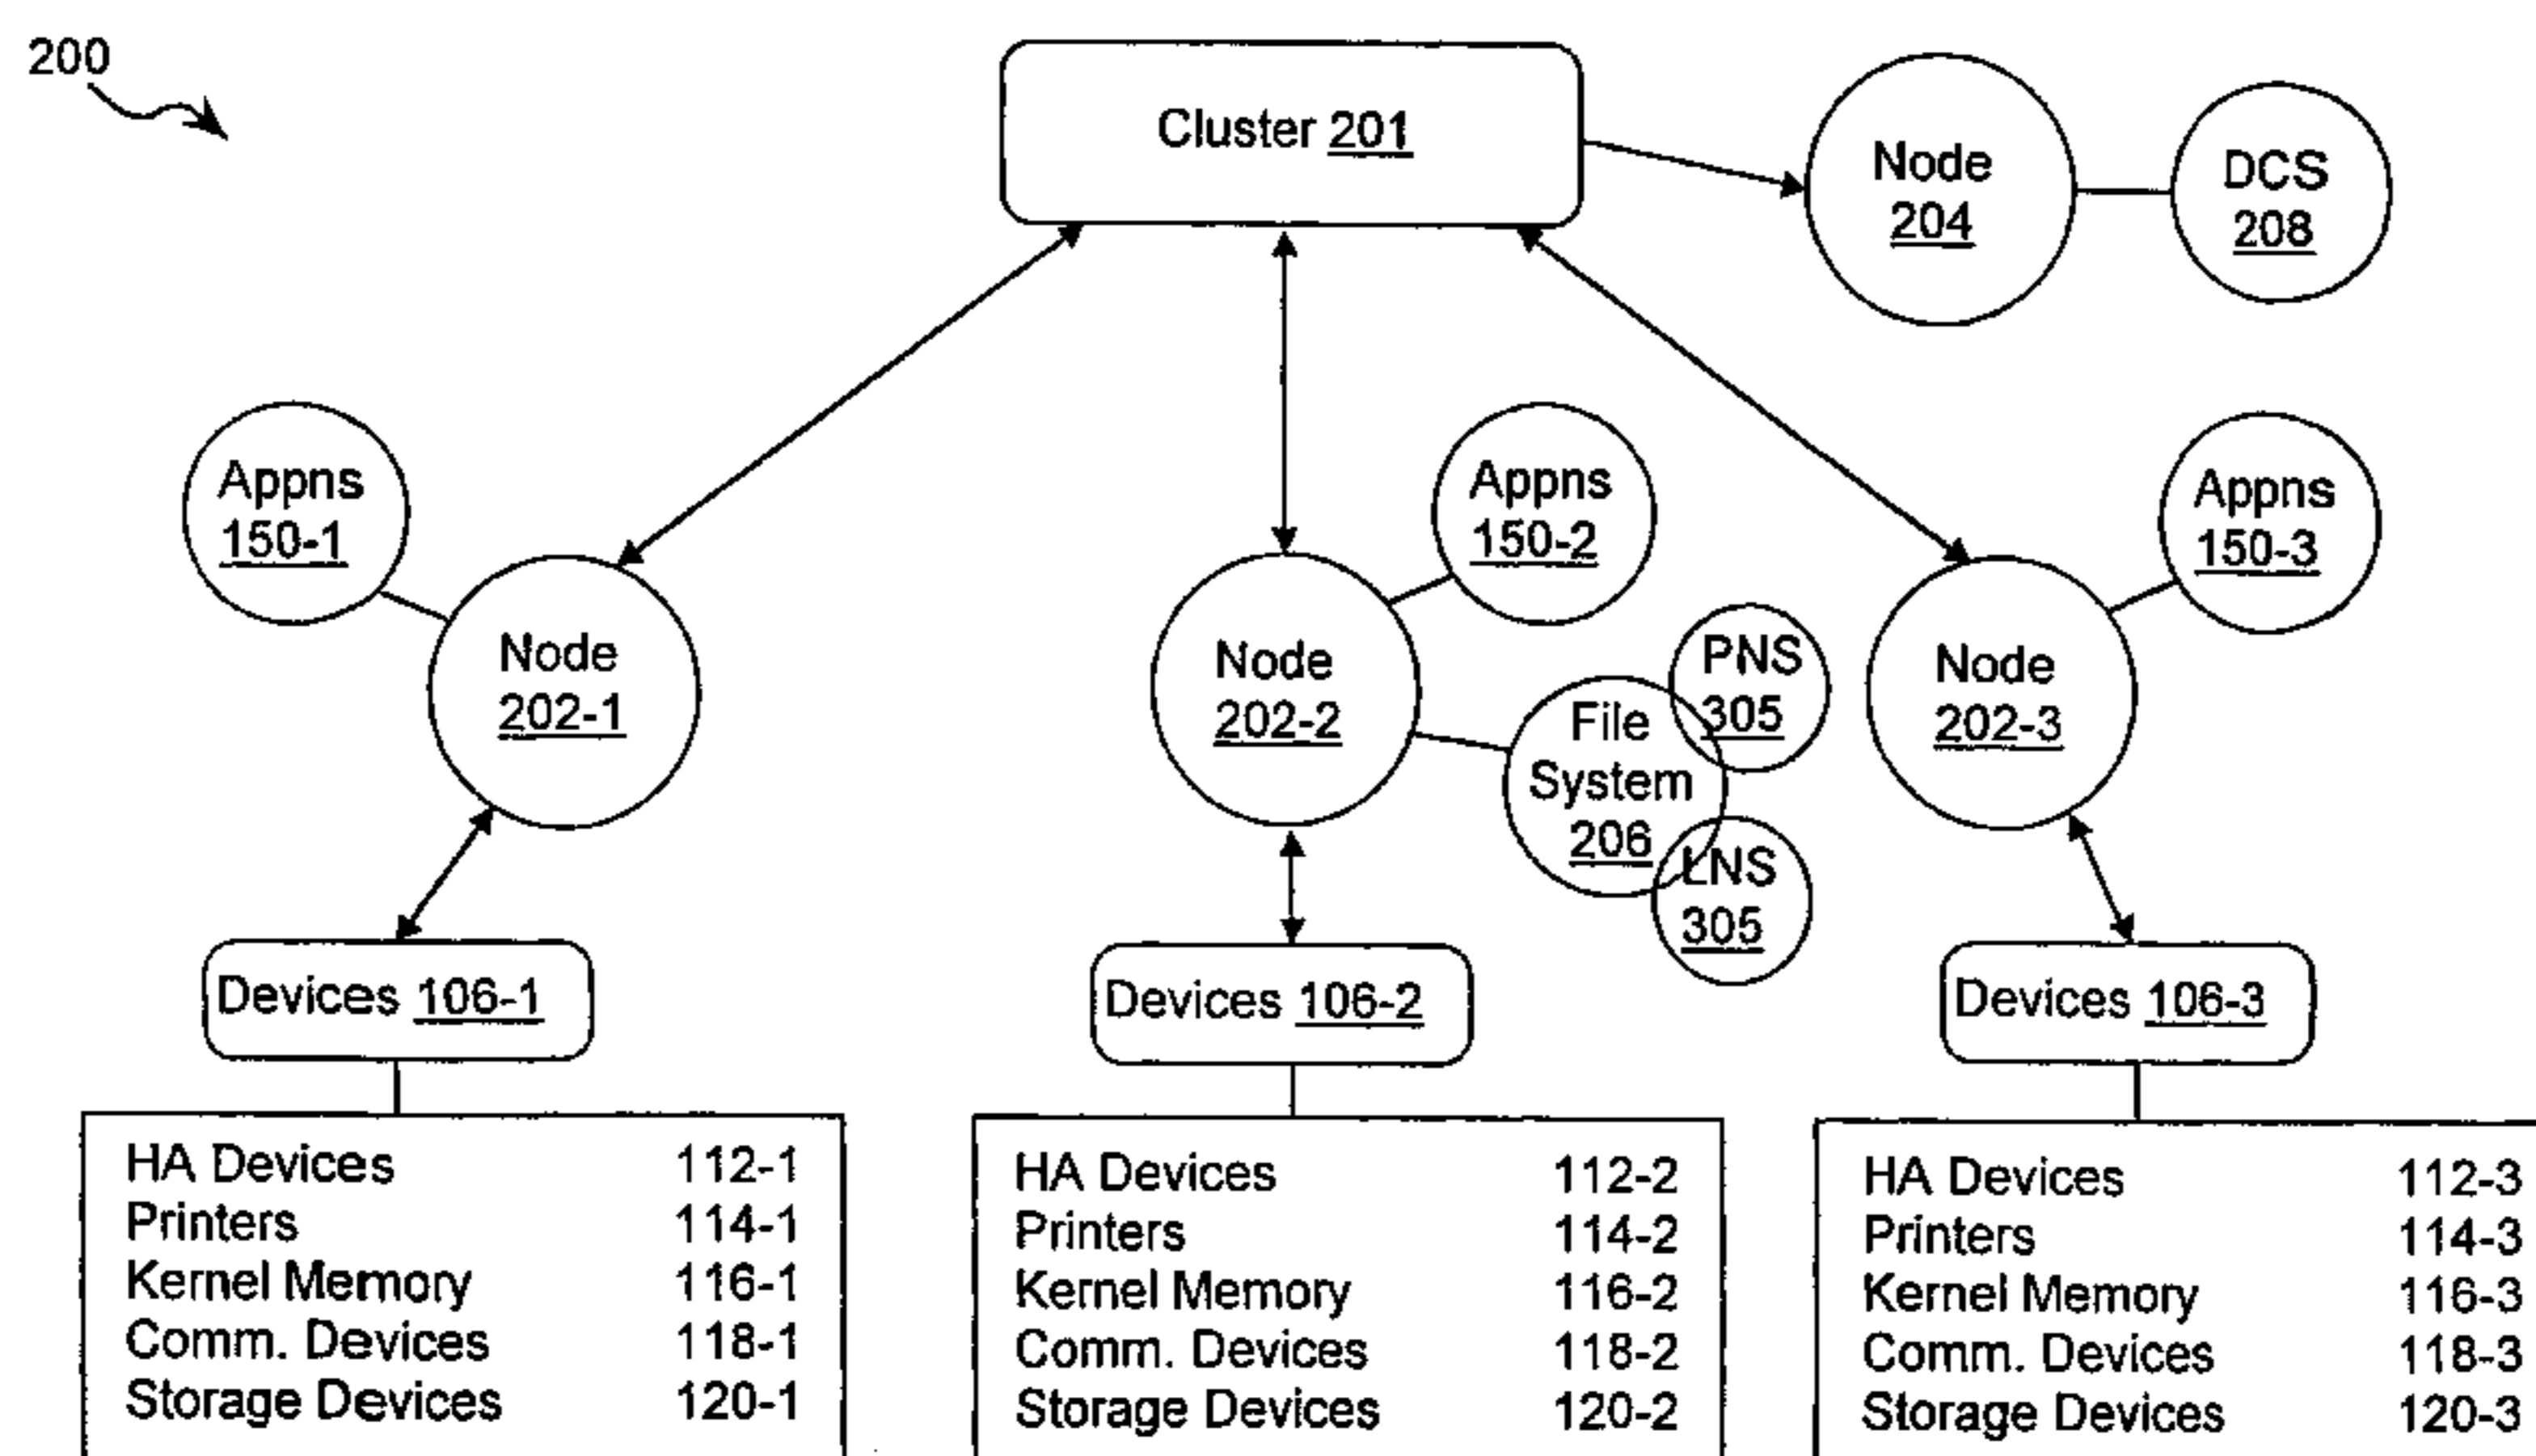 200
Cluster 201
Node
204
DCS
208
Appns
150-1
Node
202-1
Appns
150-2
Node
202-2
File
System
206
PNS
305
LNS
305
Appns
150-3
Node
202-3
Devices 106-1
Devices 106-2
Devices 106-3
HA Devices 112-1
Printers 114-1
Kernel Memory 116-1
Comm. Devices 118-1
Storage Devices 120-1
HA Devices 112-2
Printers 114-2
Kernel Memory 116-2
Comm. Devices 118-2
Storage Devices 120-2
HA Devices 112-3
Printers 114-3
Kernel Memory 116-3
Comm. Devices 118-3
Storage Devices 120-3